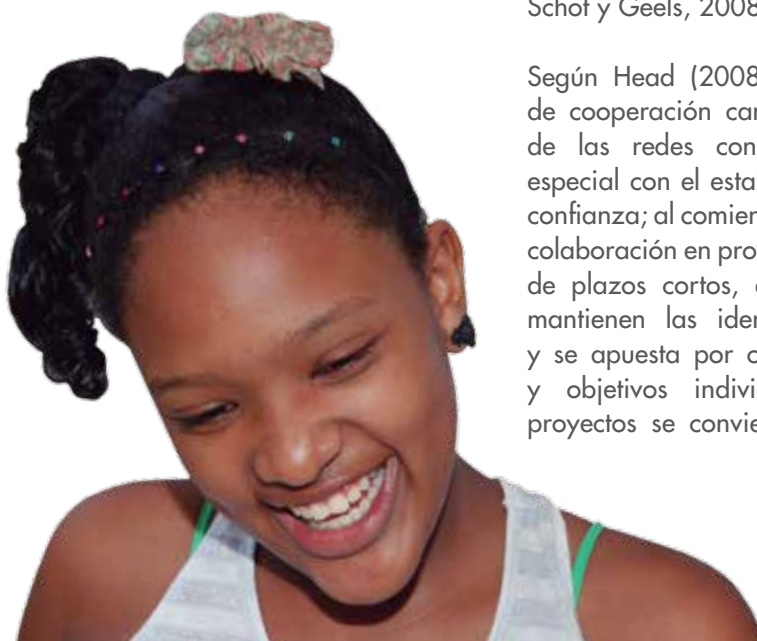 Schot y Geels, 2008
Según Head (2008
de cooperación
de las redes con
especial con el esta
confianza; al comien
colaboración en pro
de plazos cortos,
mantienen las iden
y se apuesta por
y objetivos indivi
proyectos se convie